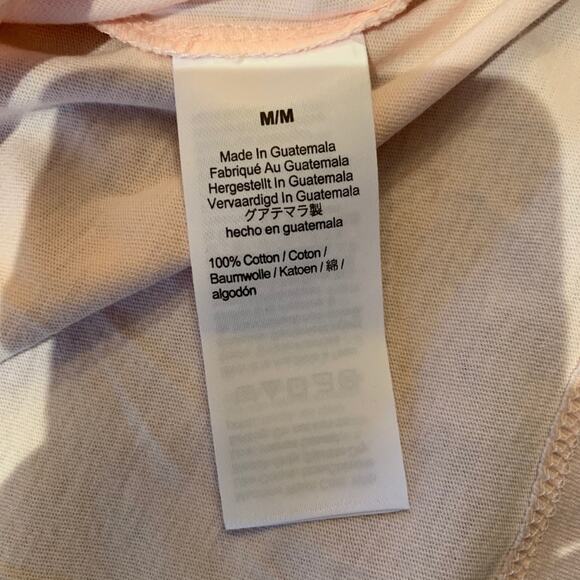 M/M
Made In Guatemala
Fabriqué Au Guatemala
Hergestellt In Guatemala
Vervaardigd In Guatemala
グアテマラ製
hecho en guatemala
100% Cotton / Coton /
Baumwolle / Katoen / 綿 /
algodón